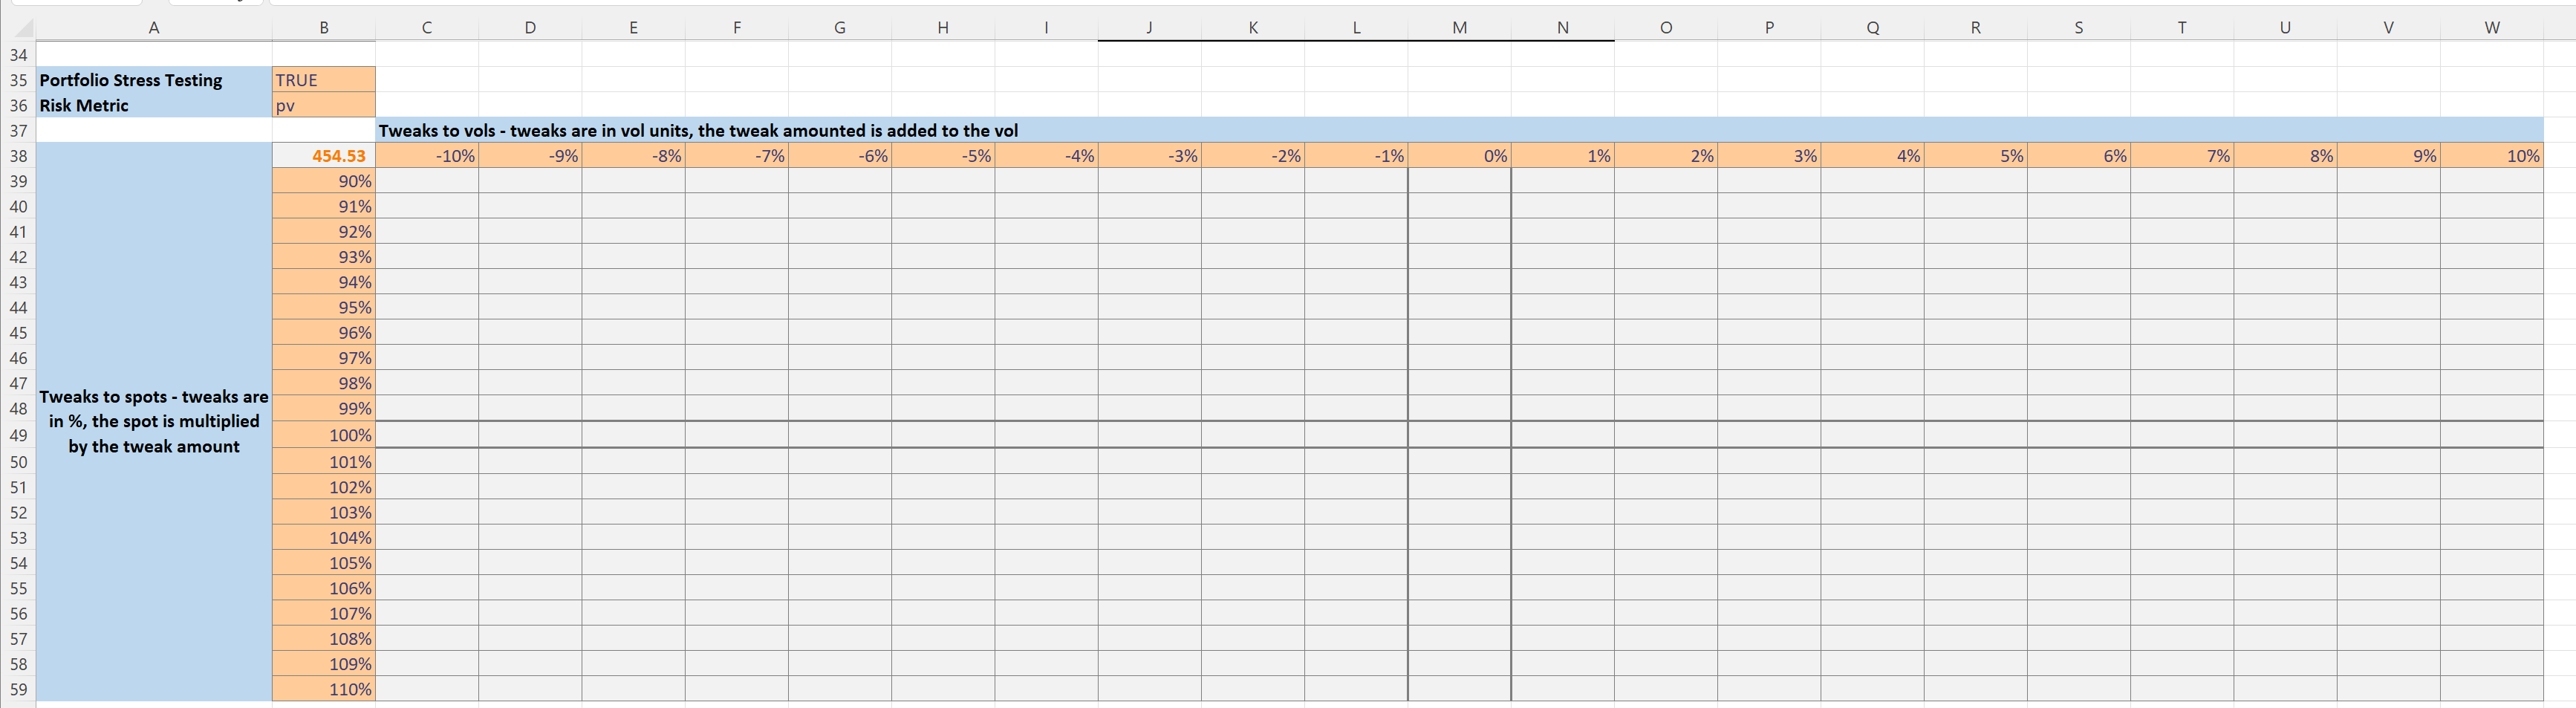 A B C D E F G H I J K L M N O P Q R S T U V W
34
35 Portfolio Stress Testing TRUE
36 Risk Metric pv
37 Tweaks to vols - tweaks are in vol units, the tweak amounted is added to the vol
38 454.53 -10% -9% -8% -7% -6% -5% -4% -3% -2% -1% 0% 1% 2% 3% 4% 5% 6% 7% 8% 9% 10%
39 90%
40 91%
41 92%
42 93%
43 94%
44 95%
45 96%
46 97%
47 98%
Tweaks to spots - tweaks are
48 99%
in %, the spot is multiplied
49 100%
by the tweak amount
50 101%
51 102%
52 103%
53 104%
54 105%
55 106%
56 107%
57 108%
58 109%
59 110%